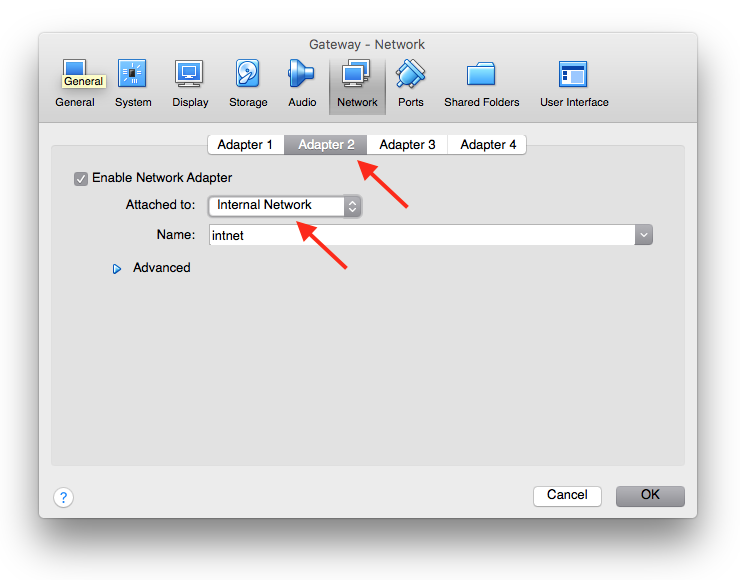 Gateway - Network
General
General System Display Storage Audio Network Ports Shared Folders User Interface
Adapter 1 Adapter 2 Adapter 3 Adapter 4
Enable Network Adapter
Attached to: Internal Network
Name: intnet
Advanced
? Cancel OK